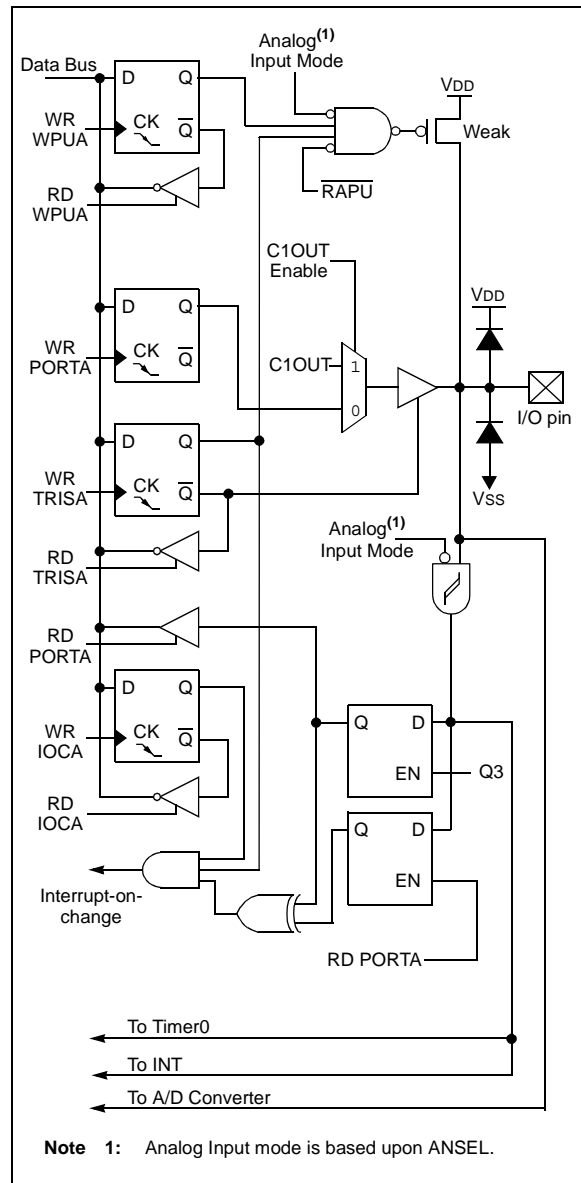 Analog(1)
Input Mode
Data Bus
D Q
VDD
WR
WPUA
CK Q
Weak
RD
WPUA
RAPU
C1OUT
Enable
D Q
VDD
WR
PORTA
CK Q
C1OUT
1
0
I/O pin
D Q
WR
TRISA
CK Q
VSS
Analog(1)
Input Mode
RD
TRISA
RD
PORTA
D Q
WR
IOCA
CK Q
Q D
EN
Q3
RD
IOCA
Q D
EN
Interrupt-on-
change
RD PORTA
To Timer0
To INT
To A/D Converter
Note 1: Analog Input mode is based upon ANSEL.